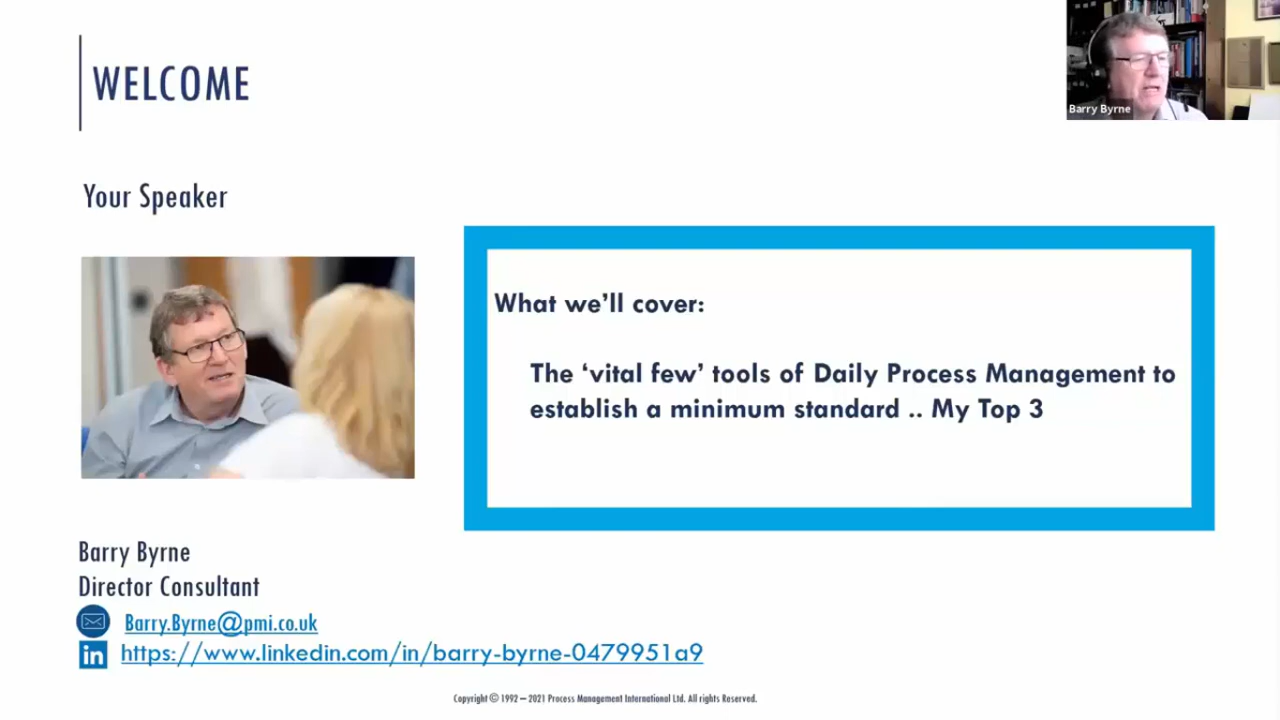 WELCOME
Barry Byrne
Your Speaker
What we'll cover:
The ‘vital few’ tools of Daily Process Management to
establish a minimum standard .. My Top 3
Barry Byrne
Director Consultant
Barry.Byrne@pmi.co.uk
in https://www.linkedin.com/in/barry-byrne-0479951a9
Copyright © 1992 – 2021 Process Management International Ltd. All rights Reserved.